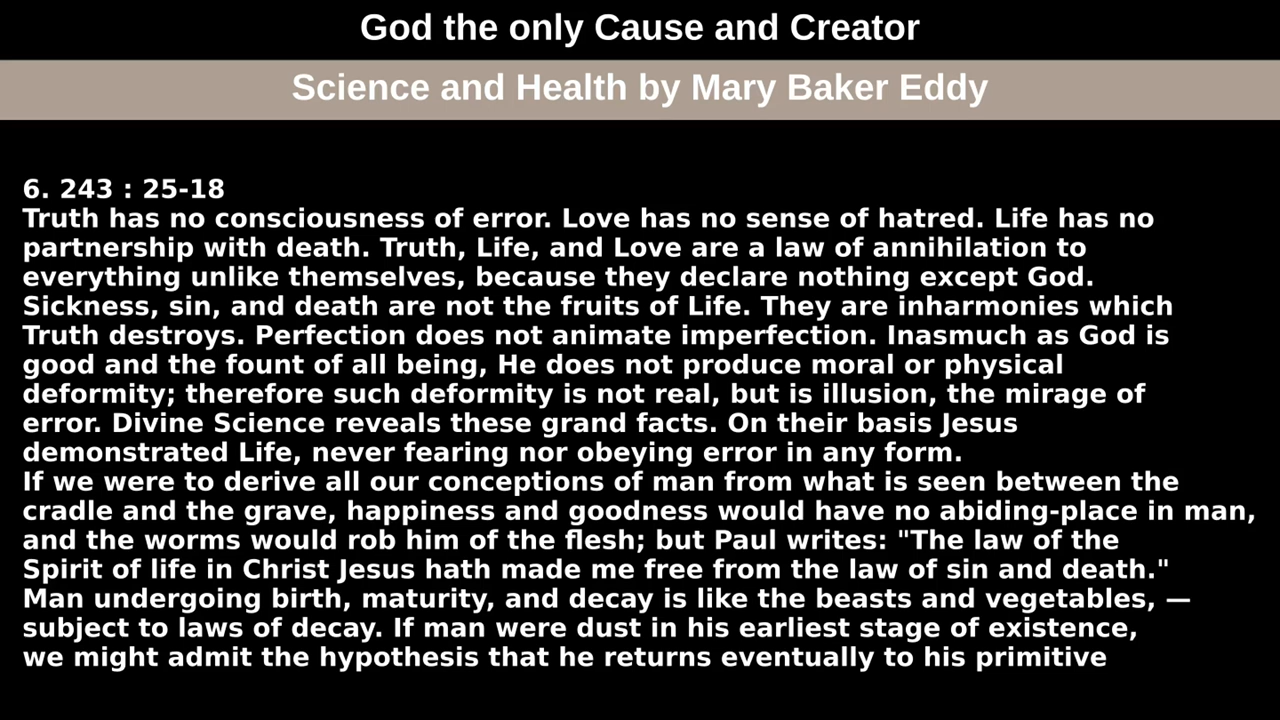 God the only Cause and Creator
Science and Health by Mary Baker Eddy
6. 243 : 25-18
Truth has no consciousness of error. Love has no sense of hatred. Life has no
partnership with death. Truth, Life, and Love are a law of annihilation to
everything unlike themselves, because they declare nothing except God.
Sickness, sin, and death are not the fruits of Life. They are inharmonies which
Truth destroys. Perfection does not animate imperfection. Inasmuch as God is
good and the fount of all being, He does not produce moral or physical
deformity; therefore such deformity is not real, but is illusion, the mirage of
error. Divine Science reveals these grand facts. On their basis Jesus
demonstrated Life, never fearing nor obeying error in any form.
If we were to derive all our conceptions of man from what is seen between the
cradle and the grave, happiness and goodness would have no abiding-place in man,
and the worms would rob him of the flesh; but Paul writes: "The law of the
Spirit of life in Christ Jesus hath made me free from the law of sin and death."
Man undergoing birth, maturity, and decay is like the beasts and vegetables, —
subject to laws of decay. If man were dust in his earliest stage of existence,
we might admit the hypothesis that he returns eventually to his primitive